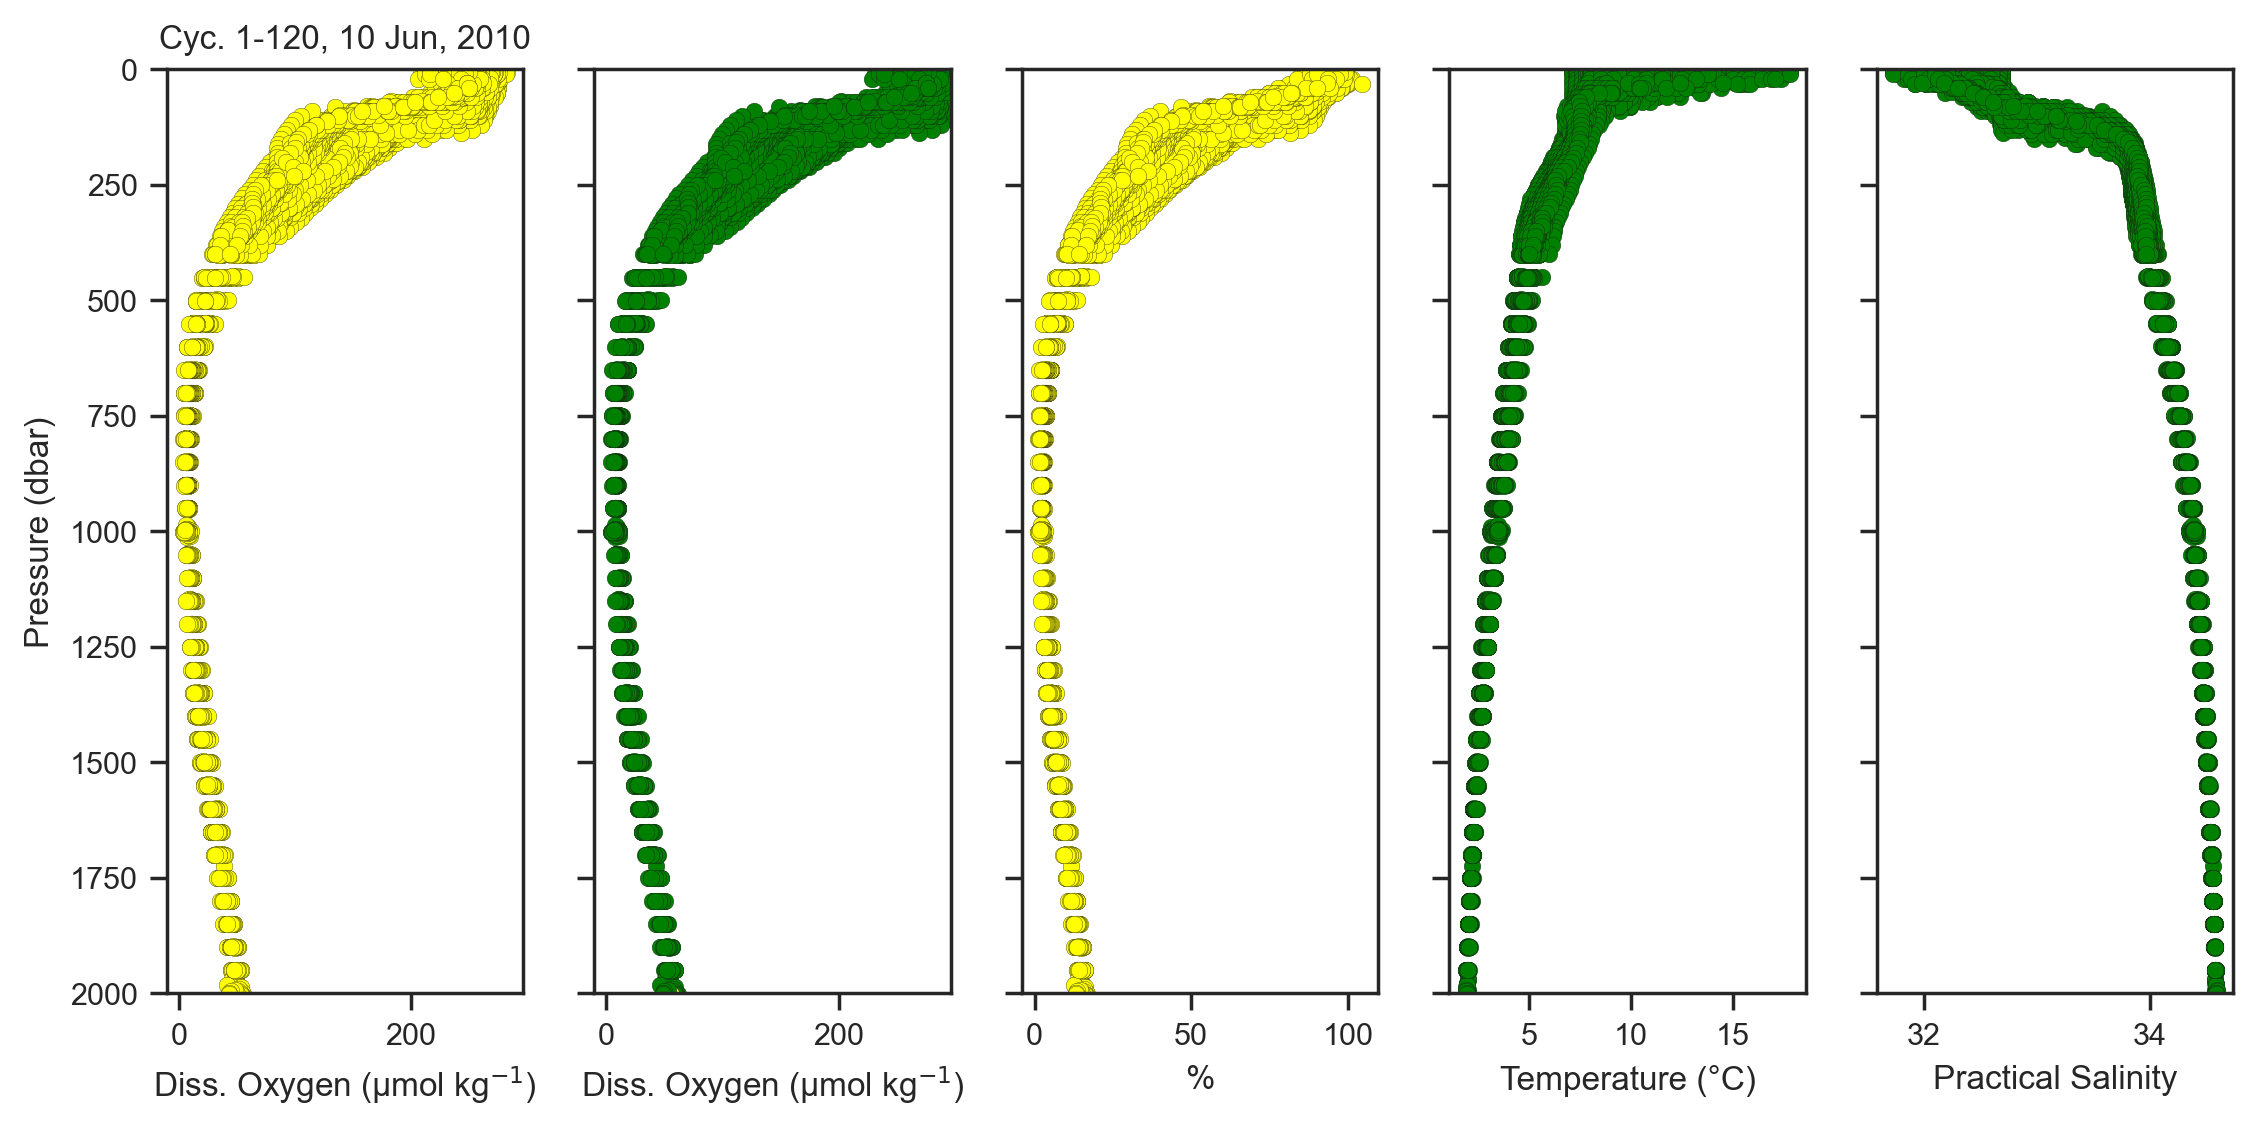 Cyc. 1-120, 10 Jun, 2010
0
250
500
750
1000
1250
1500
1750
2000
Pressure (dbar)
0 200
0 200
0 50 100
5 10 15
32 34
Diss. Oxygen (µmol kg⁻¹)
Diss. Oxygen (µmol kg⁻¹)
%
Temperature (°C)
Practical Salinity